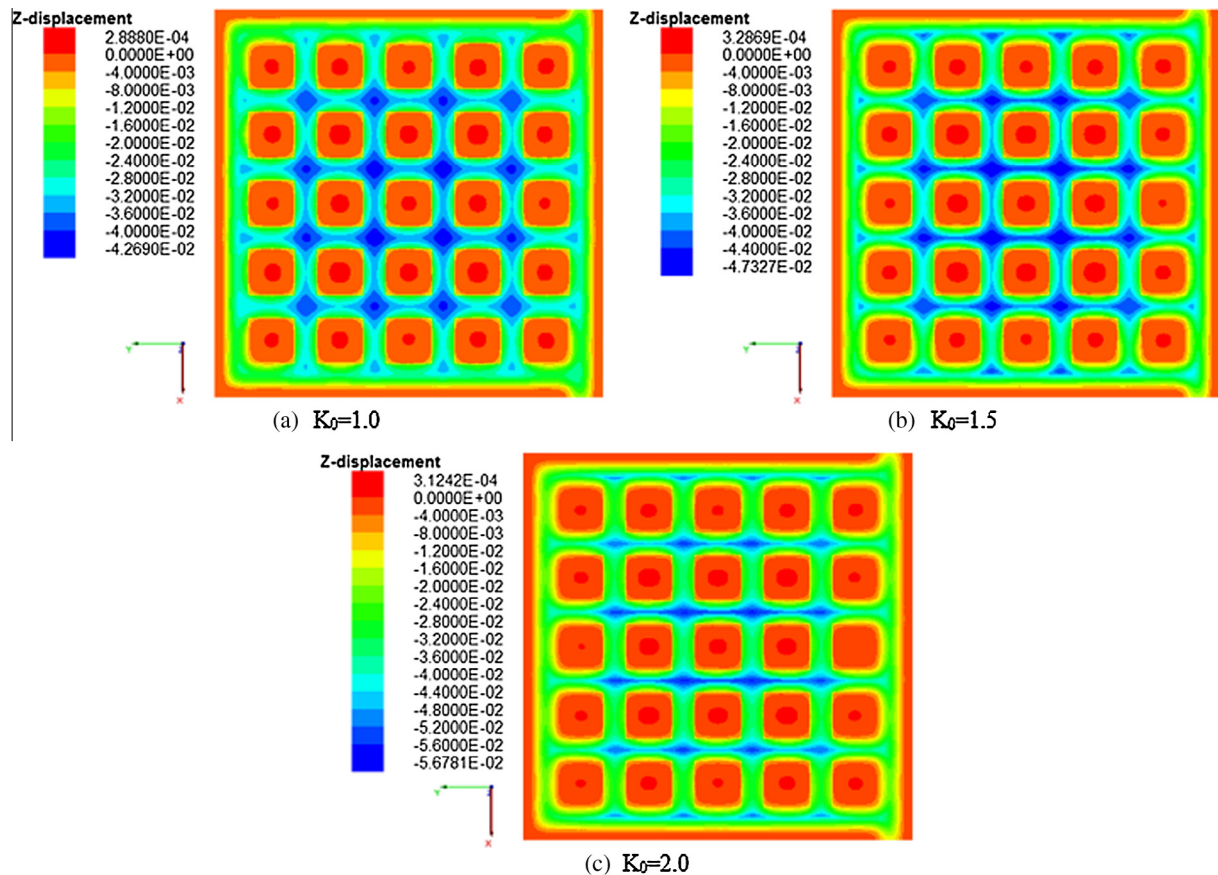 Z-displacement
2.8880E-04
0.0000E+00
-4.0000E-03
-8.0000E-03
-1.2000E-02
-1.6000E-02
-2.0000E-02
-2.4000E-02
-2.8000E-02
-3.2000E-02
-3.6000E-02
-4.0000E-02
-4.2690E-02
Y
Z
X
(a) K₀=1.0
Z-displacement
3.2869E-04
0.0000E+00
-4.0000E-03
-8.0000E-03
-1.2000E-02
-1.6000E-02
-2.0000E-02
-2.4000E-02
-2.8000E-02
-3.2000E-02
-3.6000E-02
-4.0000E-02
-4.4000E-02
-4.7327E-02
Y
Z
X
(b) K₀=1.5
Z-displacement
3.1242E-04
0.0000E+00
-4.0000E-03
-8.0000E-03
-1.2000E-02
-1.6000E-02
-2.0000E-02
-2.4000E-02
-2.8000E-02
-3.2000E-02
-3.6000E-02
-4.0000E-02
-4.4000E-02
-4.8000E-02
-5.2000E-02
-5.6000E-02
-5.6781E-02
Y
Z
X
(c) K₀=2.0